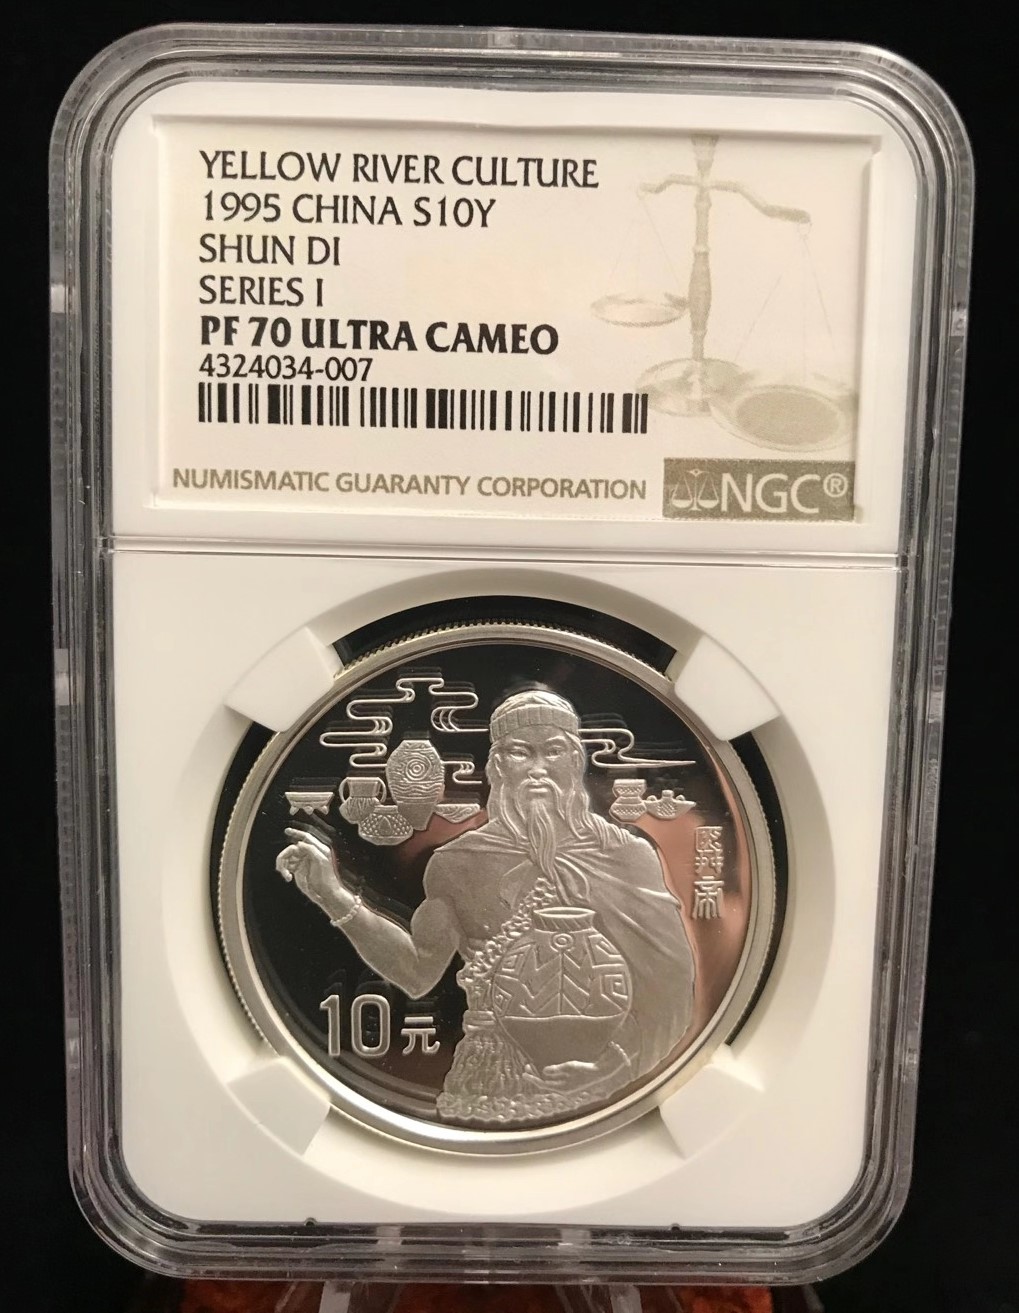 YELLOW RIVER CULTURE
1995 CHINA S10Y
SHUN DI
SERIES I
PF 70 ULTRA CAMEO
4324034-007
NUMISMATIC GUARANTY CORPORATION
NGC®
10元